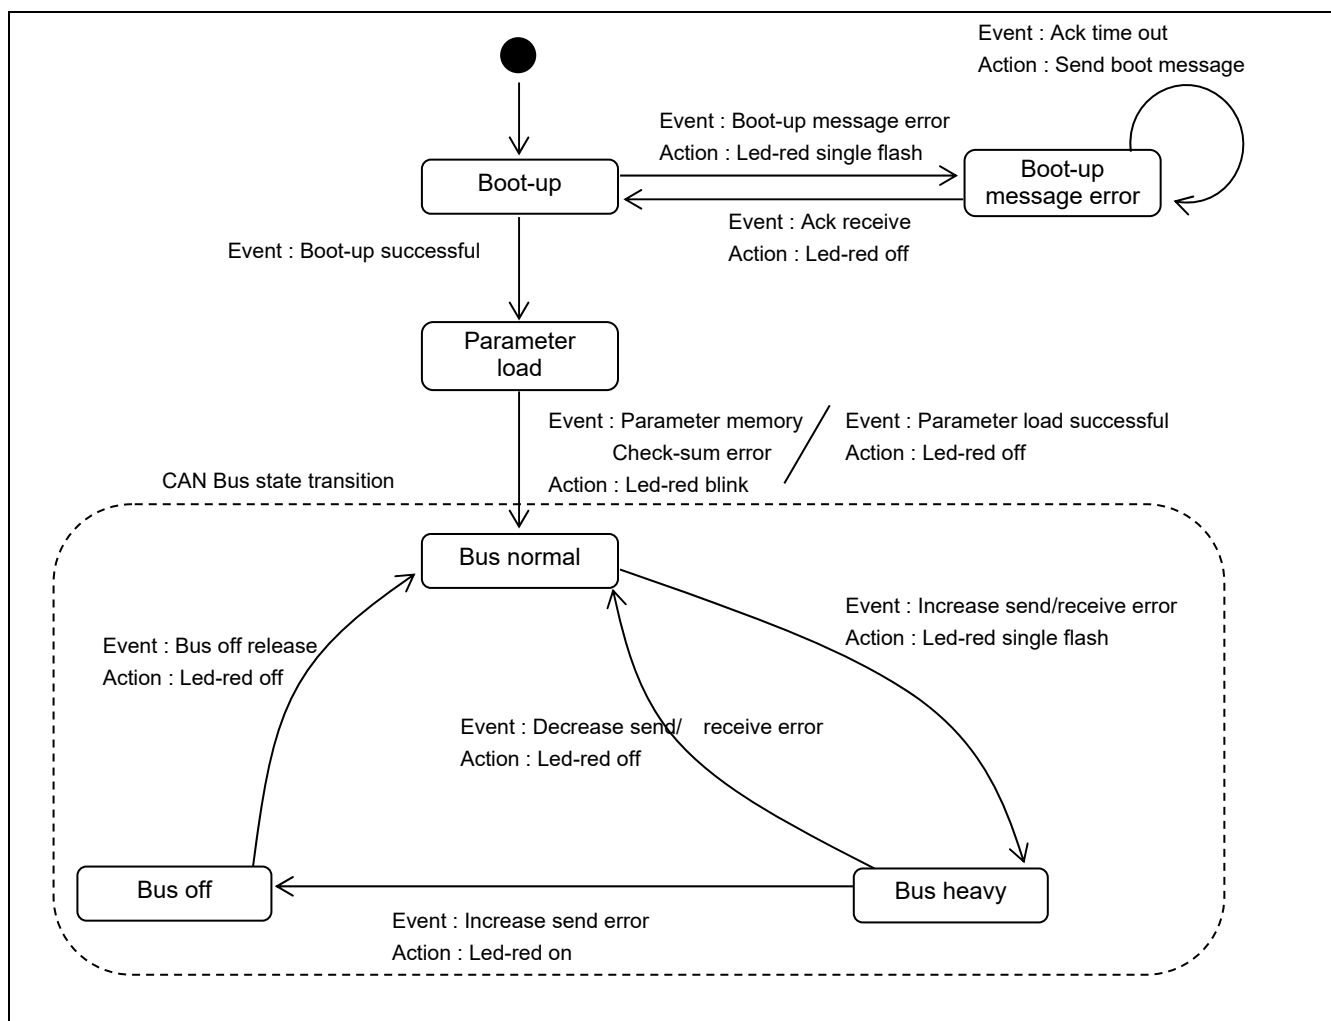 Event : Ack time out
Action : Send boot message
Event : Boot-up message error
Action : Led-red single flash
Boot-up
Boot-up
message error
Event : Ack receive
Action : Led-red off
Event : Boot-up successful
Parameter
load
Event : Parameter memory
Check-sum error
Action : Led-red blink
Event : Parameter load successful
Action : Led-red off
CAN Bus state transition
Bus normal
Event : Increase send/receive error
Action : Led-red single flash
Event : Bus off release
Action : Led-red off
Event : Decrease send/ receive error
Action : Led-red off
Bus off
Bus heavy
Event : Increase send error
Action : Led-red on